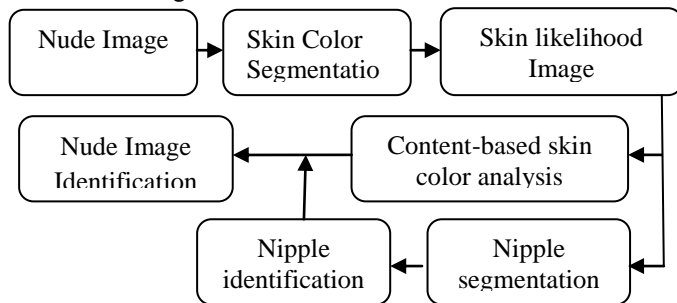 Nude Image
Skin Color
Segmentatio
Skin likelihood
Image
Nude Image
Identification
Content-based skin
color analysis
Nipple
identification
Nipple
segmentation